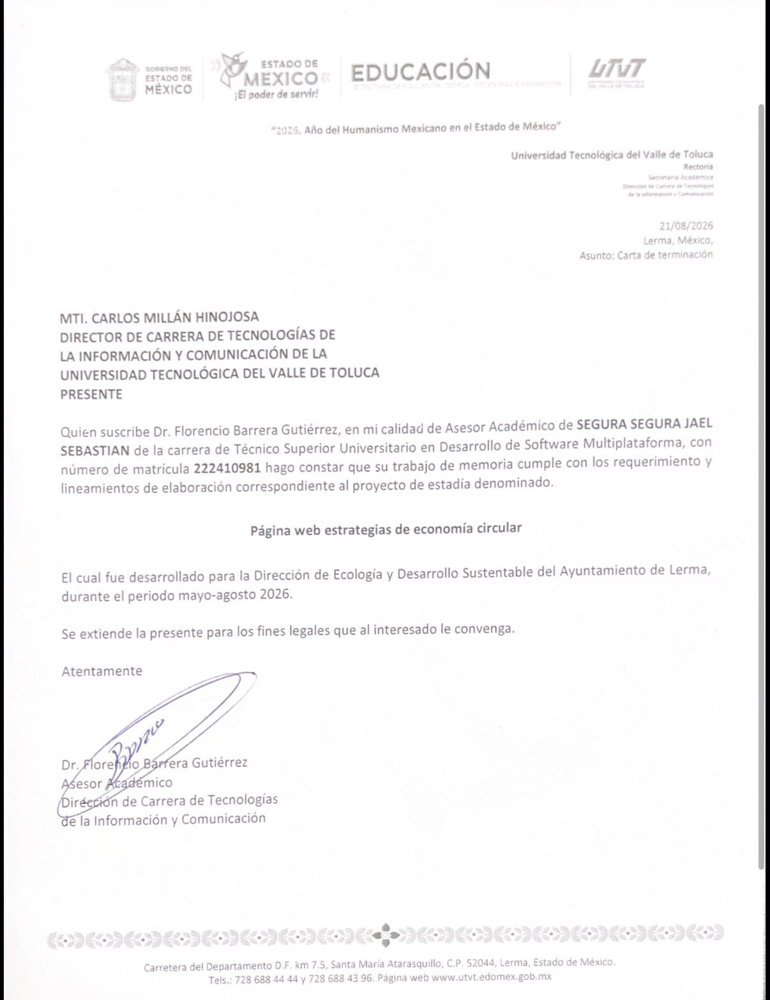 GOBIERNO DEL
ESTADO DE
MÉXICO
ESTADO DE
MÉXICO
¡El poder de servir!
EDUCACIÓN
SECRETARÍA DE EDUCACIÓN, CIENCIA, TECNOLOGÍA E INNOVACIÓN
UTVT
UNIVERSIDAD TECNOLÓGICA
DEL VALLE DE TOLUCA
“2026. Año del Humanismo Mexicano en el Estado de México”
Universidad Tecnológica del Valle de Toluca
Rectoría
Secretaría Académica
Dirección de Carrera de Tecnologías
de la información y Comunicación
21/08/2026
Lerma, México,
Asunto: Carta de terminación
MTI. CARLOS MILLÁN HINOJOSA
DIRECTOR DE CARRERA DE TECNOLOGÍAS DE
LA INFORMACIÓN Y COMUNICACIÓN DE LA
UNIVERSIDAD TECNOLÓGICA DEL VALLE DE TOLUCA
PRESENTE
Quien suscribe Dr. Florencio Barrera Gutiérrez, en mi calidad de Asesor Académico de SEGURA SEGURA JAEL
SEBASTIAN de la carrera de Técnico Superior Universitario en Desarrollo de Software Multiplataforma, con
número de matrícula 222410981 hago constar que su trabajo de memoria cumple con los requerimiento y
lineamientos de elaboración correspondiente al proyecto de estadía denominado.
Página web estrategias de economía circular
El cual fue desarrollado para la Dirección de Ecología y Desarrollo Sustentable del Ayuntamiento de Lerma,
durante el periodo mayo-agosto 2026.
Se extiende la presente para los fines legales que al interesado le convenga.
Atentamente
Dr. Florencio Barrera Gutiérrez
Asesor Académico
Dirección de Carrera de Tecnologías
de la Información y Comunicación
Carretera del Departamento D.F. km 7.5, Santa María Atarasquillo, C.P. 52044, Lerma, Estado de México.
Tels.: 728 688 44 44 y 728 688 43 96. Página web www.utvt.edomex.gob.mx